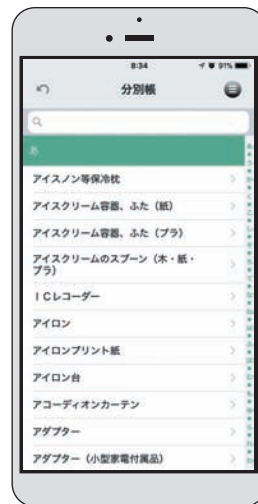 8:34
91%
分別帳
あ
アイスノン等保冷枕
アイスクリーム容器、ふた（紙）
アイスクリーム容器、ふた（プラ）
アイスクリームのスプーン（木・紙・
プラ）
ＩＣレコーダー
アイロン
アイロンプリント紙
アイロン台
アコーディオンカーテン
アダプター
アダプター（小型家電付属品）